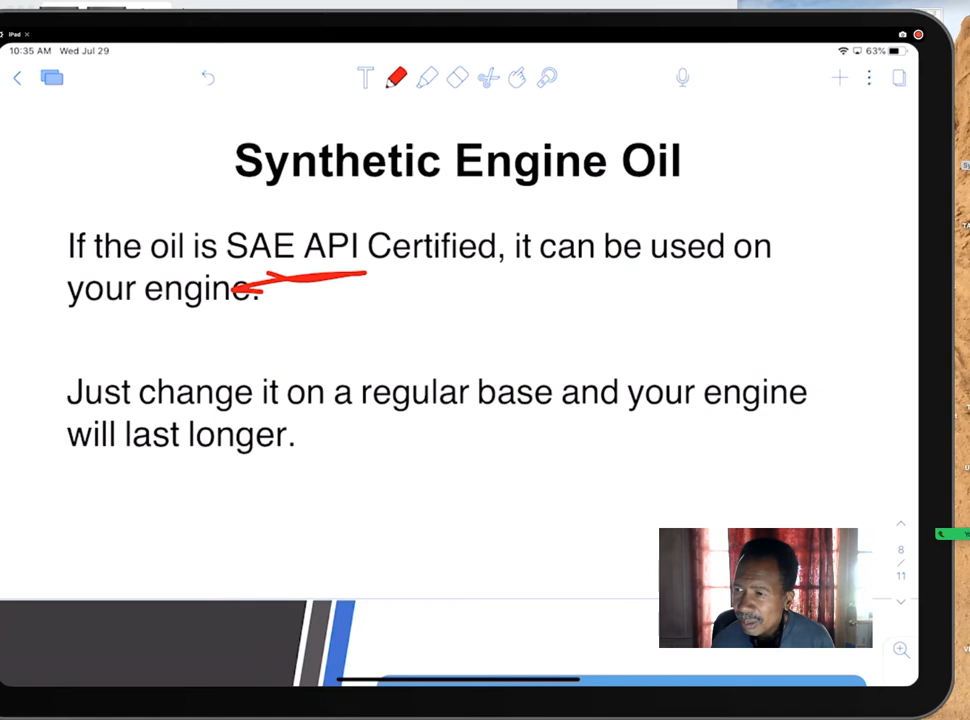 iPad
10:35 AM Wed Jul 29
63%
T
Synthetic Engine Oil
If the oil is SAE API Certified, it can be used on
your engine.
Just change it on a regular base and your engine
will last longer.
8
/
11